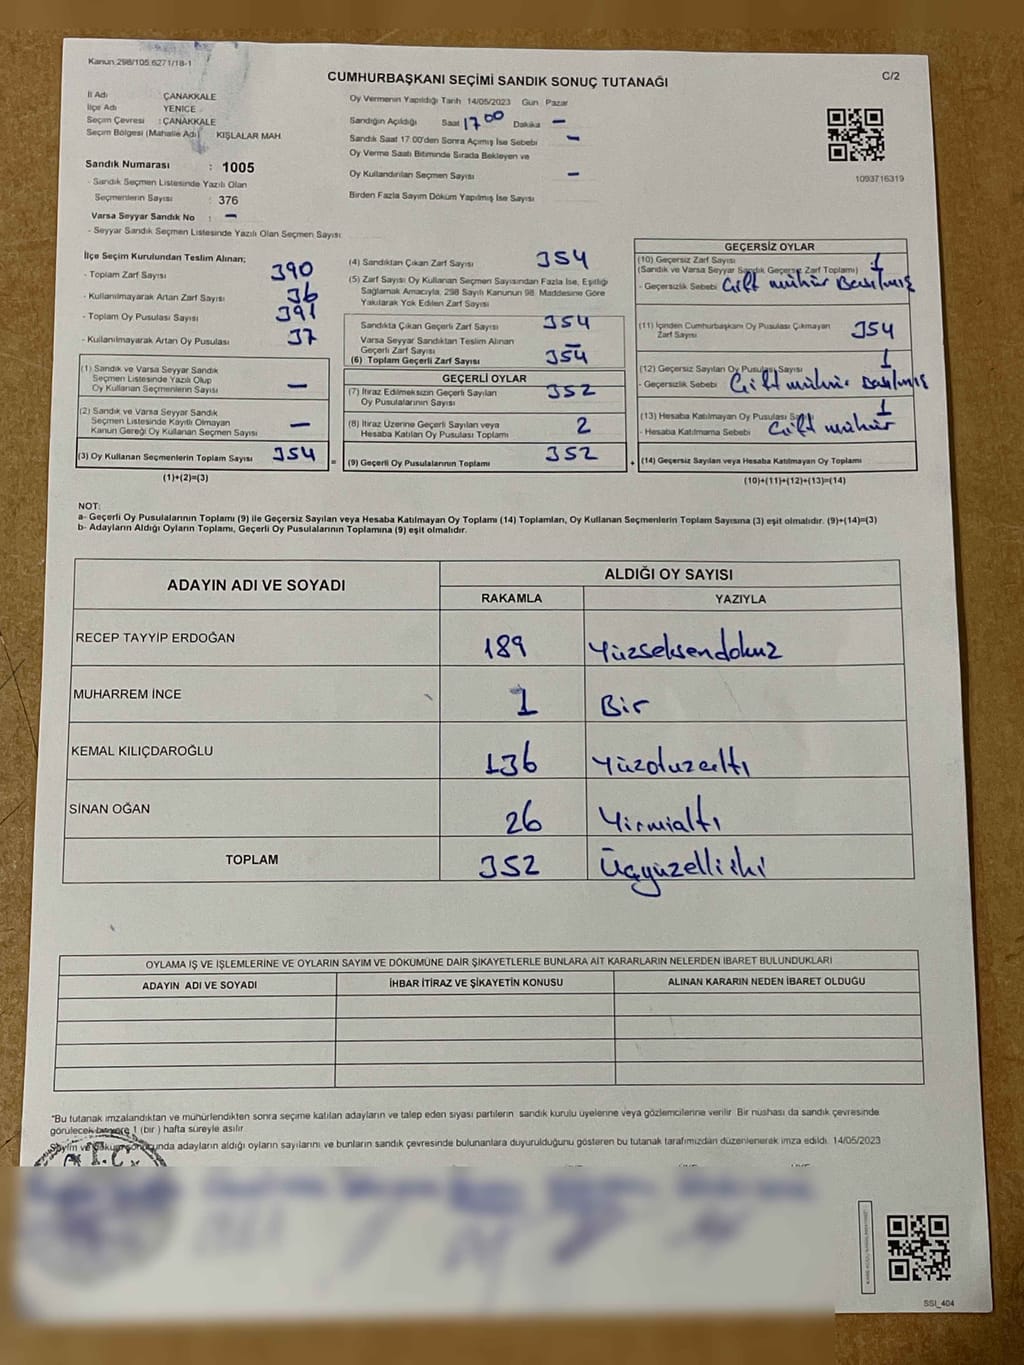 Kanun 298/105 6271/18-1
CUMHURBAŞKANI SEÇİMİ SANDIK SONUÇ TUTANAĞI
C/2
İl Adı ÇANAKKALE
İlçe Adı YENİCE
Seçim Çevresi : ÇANAKKALE
Seçim Bölgesi (Mahalle Adı) KIŞLALAR MAH
Oy Vermenin Yapıldığı Tarih 14/05/2023 Gün Pazar
Sandığın Açıldığı Saat 17 00 Dakika –
Sandık Saat 17:00'den Sonra Açımış İse Sebebi –
Oy Verme Saati Bitiminde Sırada Bekleyen ve
Oy Kullandırılan Seçmen Sayısı –
Birden Fazla Sayım Döküm Yapılmış İse Sayısı
1093716319
Sandık Numarası : 1005
- Sandık Seçmen Listesinde Yazılı Olan
Seçmenlerin Sayısı : 376
Varsa Seyyar Sandık No : –
- Seyyar Sandık Seçmen Listesinde Yazılı Olan Seçmen Sayısı
İlçe Seçim Kurulundan Teslim Alınan;
- Toplam Zarf Sayısı 390
- Kullanılmayarak Artan Zarf Sayısı 36
- Toplam Oy Pusulası Sayısı 391
- Kullanılmayarak Artan Oy Pusulası 37
(1) Sandık ve Varsa Seyyar Sandık
Seçmen Listesinde Yazılı Olup
Oy Kullanan Seçmenlerin Sayısı –
(2) Sandık ve Varsa Seyyar Sandık
Seçmen Listesinde Kayıtlı Olmayan
Kanun Gereği Oy Kullanan Seçmen Sayısı –
(3) Oy Kullanan Seçmenlerin Toplam Sayısı 354 =
(1)+(2)=(3)
(4) Sandıktan Çıkan Zarf Sayısı 354
(5) Zarf Sayısı Oy Kullanan Seçmen Sayısından Fazla İse, Eşitliği
Sağlamak Amacıyla, 298 Sayılı Kanunun 98. Maddesine Göre
Yakılarak Yok Edilen Zarf Sayısı
Sandıkta Çıkan Geçerli Zarf Sayısı 354
Varsa Seyyar Sandıktan Teslim Alınan
Geçerli Zarf Sayısı –
(6) Toplam Geçerli Zarf Sayısı 354
GEÇERLİ OYLAR
(7) İtiraz Edilmeksizin Geçerli Sayılan
Oy Pusulalarının Sayısı 352
(8) İtiraz Üzerine Geçerli Sayılan veya
Hesaba Katılan Oy Pusulası Toplamı 2
(9) Geçerli Oy Pusulalarının Toplamı 352 +
GEÇERSİZ OYLAR
(10) Geçersiz Zarf Sayısı
(Sandık ve Varsa Seyyar Sandık Geçersiz Zarf Toplamı) 1
- Geçersizlik Sebebi Çift mühür Basılmış
(11) İçinden Cumhurbaşkanı Oy Pusulası Çıkmayan
Zarf Sayısı 354
(12) Geçersiz Sayılan Oy Pusulası Sayısı 1
- Geçersizlik Sebebi Çift mühür Basılmış
(13) Hesaba Katılmayan Oy Pusulası Sayısı 1
- Hesaba Katılmama Sebebi Çift mühür
(14) Geçersiz Sayılan veya Hesaba Katılmayan Oy Toplamı
(10)+(11)+(12)+(13)=(14)
NOT:
a- Geçerli Oy Pusulalarının Toplamı (9) ile Geçersiz Sayılan veya Hesaba Katılmayan Oy Toplamı (14) Toplamları, Oy Kullanan Seçmenlerin Toplam Sayısına (3) eşit olmalıdır. (9)+(14)=(3)
b- Adayların Aldığı Oyların Toplamı, Geçerli Oy Pusulalarının Toplamına (9) eşit olmalıdır.
ADAYIN ADI VE SOYADI
ALDIĞI OY SAYISI
RAKAMLA YAZIYLA
RECEP TAYYİP ERDOĞAN 189 Yüzseksendokuz
MUHARREM İNCE 1 Bir
KEMAL KILIÇDAROĞLU 136 Yüzotuzaltı
SİNAN OĞAN 26 Yirmialtı
TOPLAM 352 Üçyüzelliiki
OYLAMA İŞ VE İŞLEMLERİNE VE OYLARIN SAYIM VE DÖKÜMÜNE DAİR ŞİKAYETLERLE BUNLARA AİT KARARLARIN NELERDEN İBARET BULUNDUKLARI
ADAYIN ADI VE SOYADI İHBAR İTİRAZ VE ŞİKAYETİN KONUSU ALINAN KARARIN NEDEN İBARET OLDUĞU
"Bu tutanak imzalandıktan ve mühürlendikten sonra seçime katılan adayların ve talep eden siyasi partilerin sandık kurulu üyelerine veya gözlemcilerine verilir Bir nüshası da sandık çevresinde
görülecek bir yere 1 (bir ) hafta süreyle asılır
Sayım ve döküm sonucunda adayların aldığı oyların sayılarını ve bunların sandık çevresinde bulunanlara duyurulduğunu gösteren bu tutanak tarafımızdan düzenlenerek imza edildi. 14/05/2023
T.C.
SSI_404